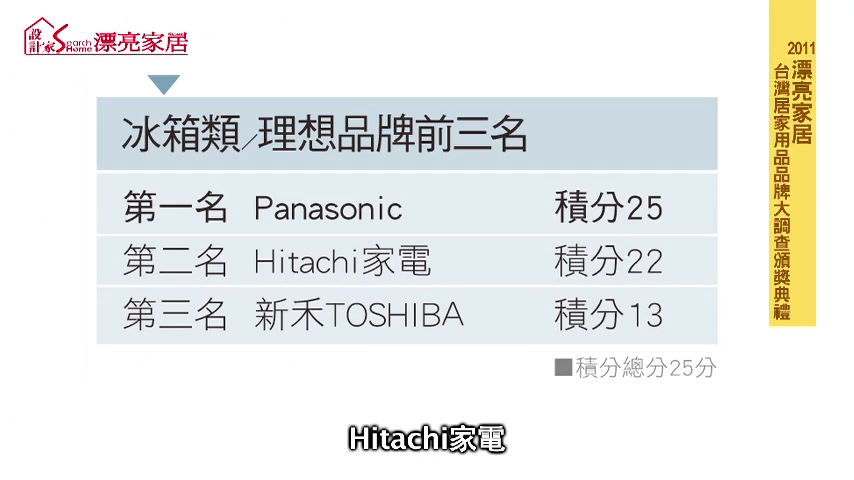 設計家 Search Home 漂亮家居
2011
漂亮家居
台灣居家用品品牌大調查頒獎典禮
冰箱類/理想品牌前三名
第一名 Panasonic 積分25
第二名 Hitachi家電 積分22
第三名 新禾TOSHIBA 積分13
■積分總分25分
Hitachi家電